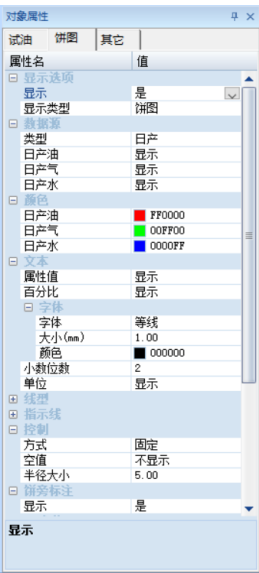 对象属性
试油 饼图 其它
属性名 值
显示选项
显示 是
显示类型 饼图
数据源
类型 日产
日产油 显示
日产气 显示
日产水 显示
颜色
日产油 FF0000
日产气 00FF00
日产水 0000FF
文本
属性值 显示
百分比 显示
字体
字体 等线
大小(mm) 1.00
颜色 000000
小数位数 2
单位 显示
线型
指示线
控制
方式 固定
空值 不显示
半径大小 5.00
饼旁标注
显示 是
显示